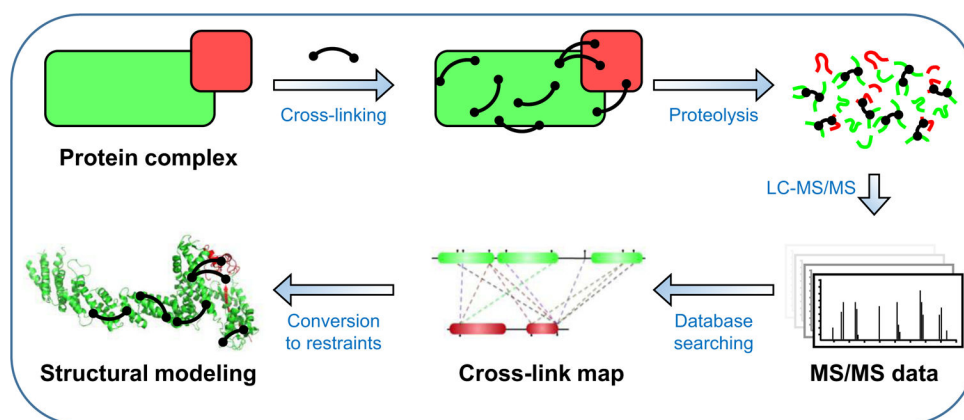 Cross-linking
Proteolysis
Protein complex
LC-MS/MS
Conversion
to restraints
Database
searching
Structural modeling
Cross-link map
MS/MS data